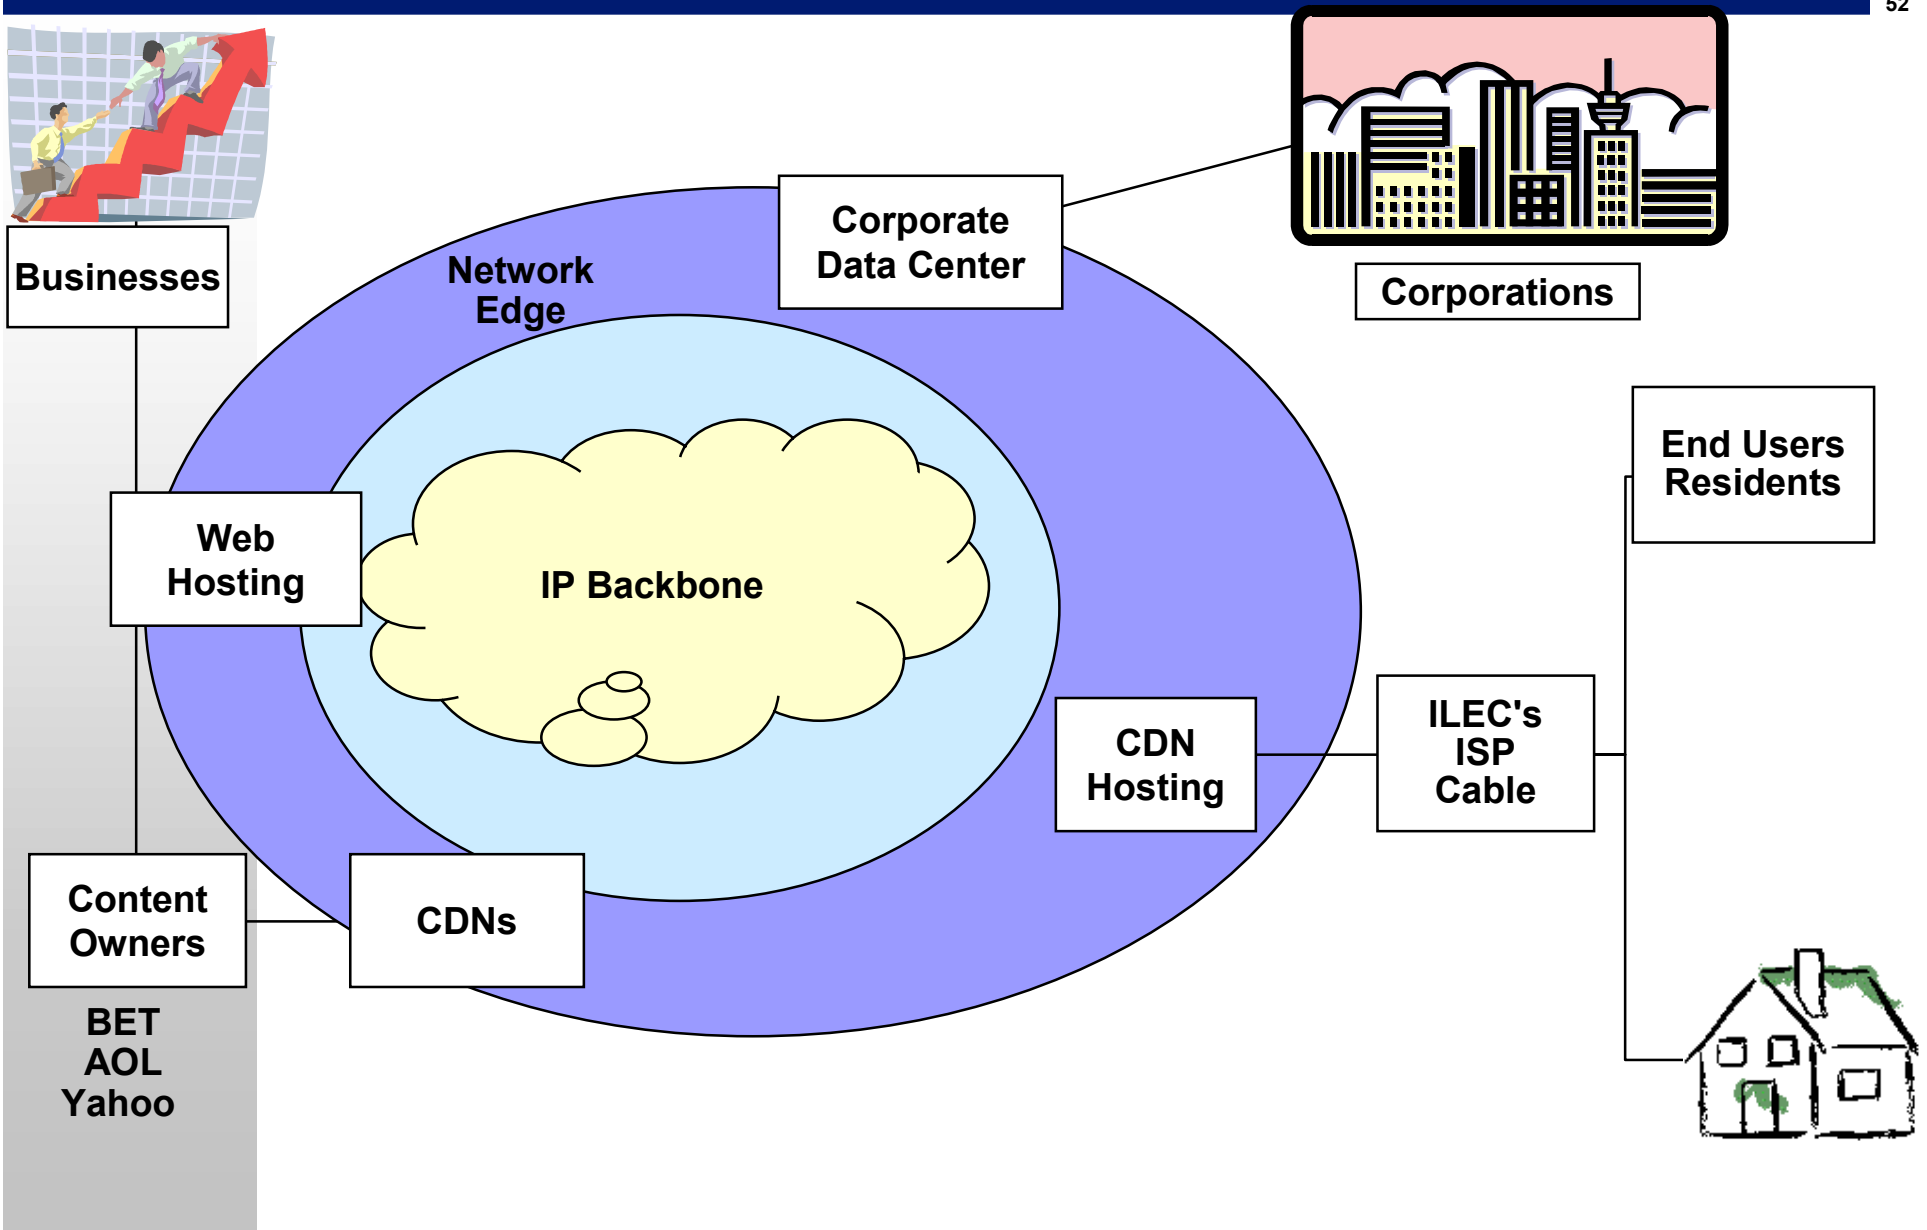 52
Businesses
Network
Edge
Corporate
Data Center
Corporations
End Users
Residents
Web
Hosting
IP Backbone
CDN
Hosting
ILEC's
ISP
Cable
Content
Owners
CDNs
BET
AOL
Yahoo